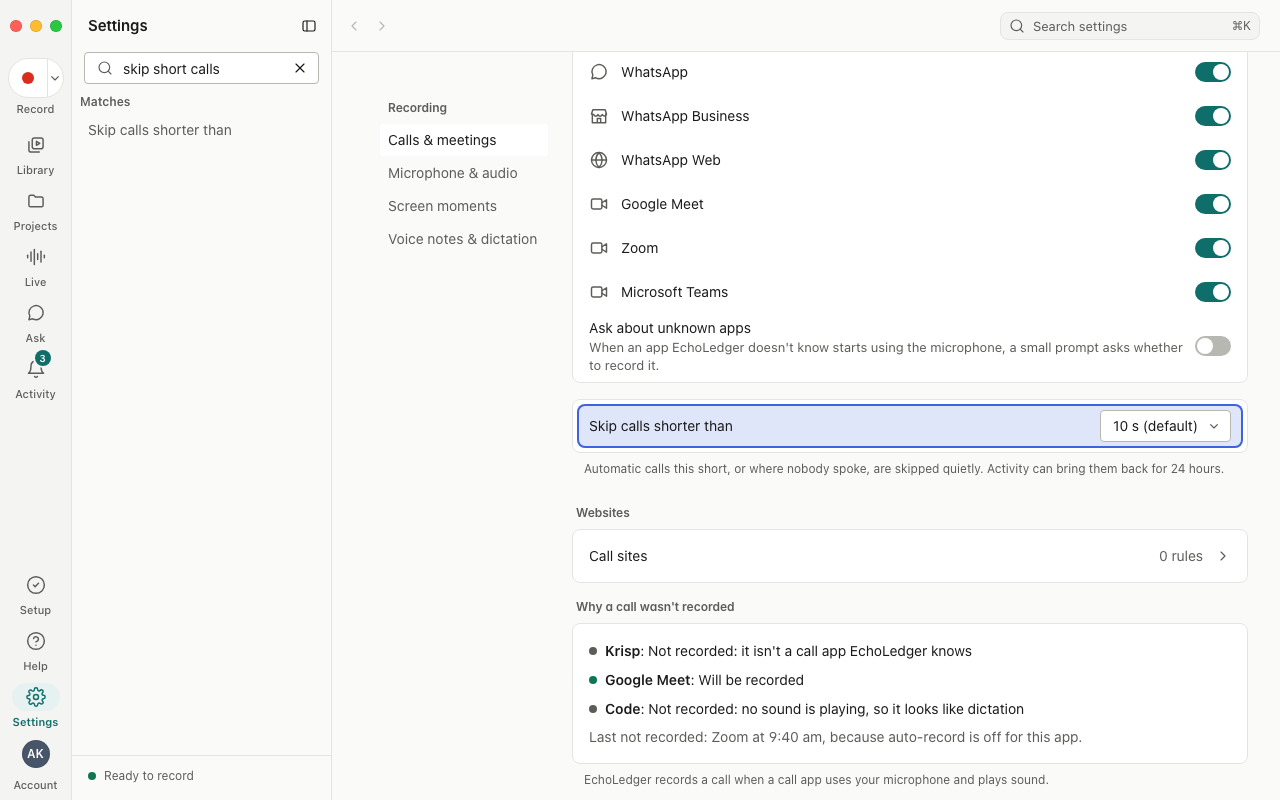 Settings
Search settings
⌘K
skip short calls
Record
Matches
Skip calls shorter than
Library
Projects
Live
Ask
3
Activity
Setup
Help
Settings
AK
Account
Ready to record
Recording
Calls & meetings
Microphone & audio
Screen moments
Voice notes & dictation
WhatsApp
WhatsApp Business
WhatsApp Web
Google Meet
Zoom
Microsoft Teams
Ask about unknown apps
When an app EchoLedger doesn't know starts using the microphone, a small prompt asks whether
to record it.
Skip calls shorter than
10 s (default)
Automatic calls this short, or where nobody spoke, are skipped quietly. Activity can bring them back for 24 hours.
Websites
Call sites
0 rules
Why a call wasn't recorded
Krisp: Not recorded: it isn't a call app EchoLedger knows
Google Meet: Will be recorded
Code: Not recorded: no sound is playing, so it looks like dictation
Last not recorded: Zoom at 9:40 am, because auto-record is off for this app.
EchoLedger records a call when a call app uses your microphone and plays sound.